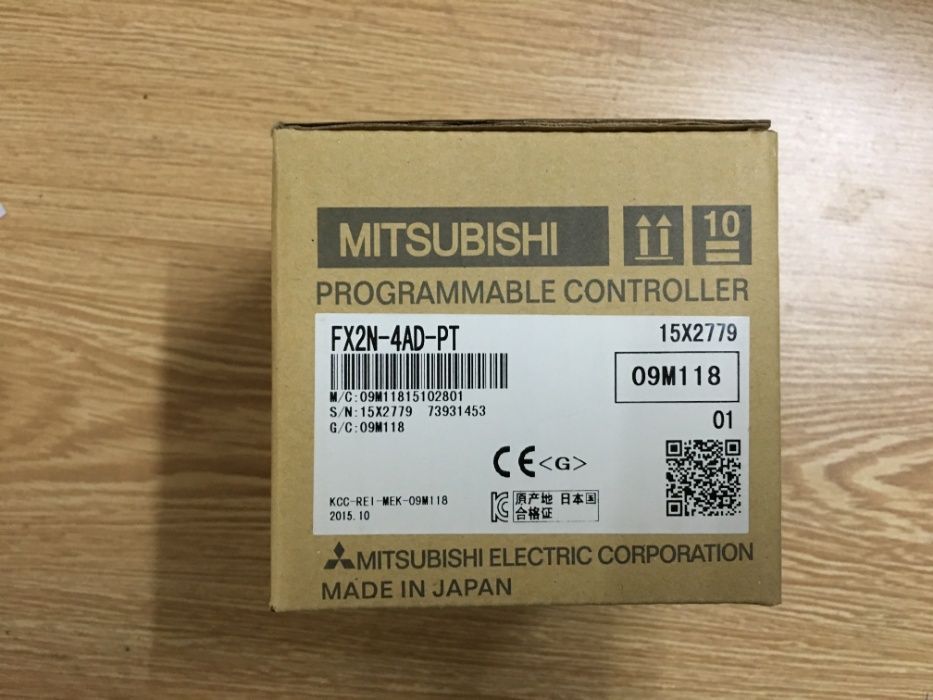 MITSUBISHI
10
PROGRAMMABLE CONTROLLER
FX2N-4AD-PT 15X2779
09M118
M/C:09M11815102801
S/N:15X2779 73931453
G/C:09M118
01
CE<G>
KCC-REI-MEK-09M118
2015.10
KC
原产地 日本国
合格证
MITSUBISHI ELECTRIC CORPORATION
MADE IN JAPAN